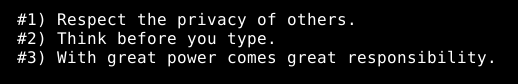 #1) Respect the privacy of others.
#2) Think before you type.
#3) With great power comes great responsibility.